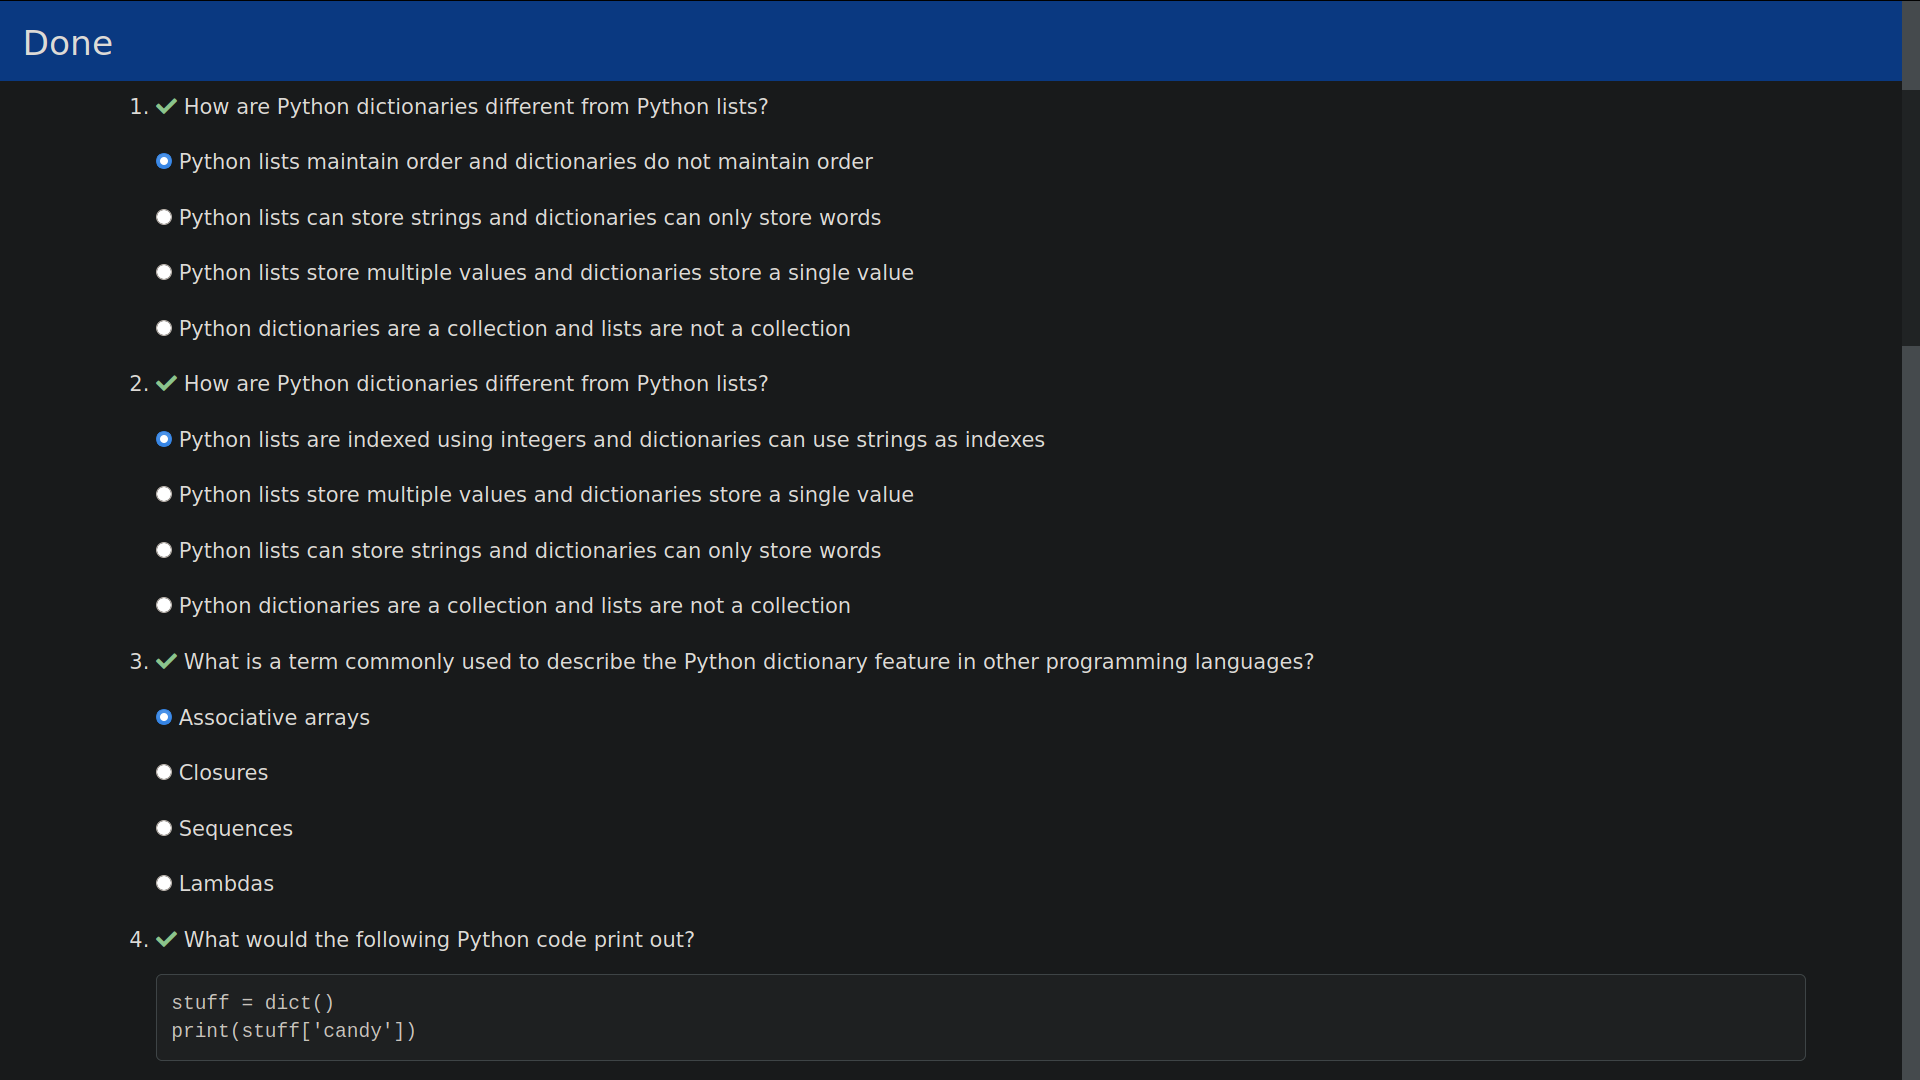 Done
1. How are Python dictionaries different from Python lists?
Python lists maintain order and dictionaries do not maintain order
Python lists can store strings and dictionaries can only store words
Python lists store multiple values and dictionaries store a single value
Python dictionaries are a collection and lists are not a collection
2. How are Python dictionaries different from Python lists?
Python lists are indexed using integers and dictionaries can use strings as indexes
Python lists store multiple values and dictionaries store a single value
Python lists can store strings and dictionaries can only store words
Python dictionaries are a collection and lists are not a collection
3. What is a term commonly used to describe the Python dictionary feature in other programming languages?
Associative arrays
Closures
Sequences
Lambdas
4. What would the following Python code print out?
stuff = dict()
print(stuff['candy'])